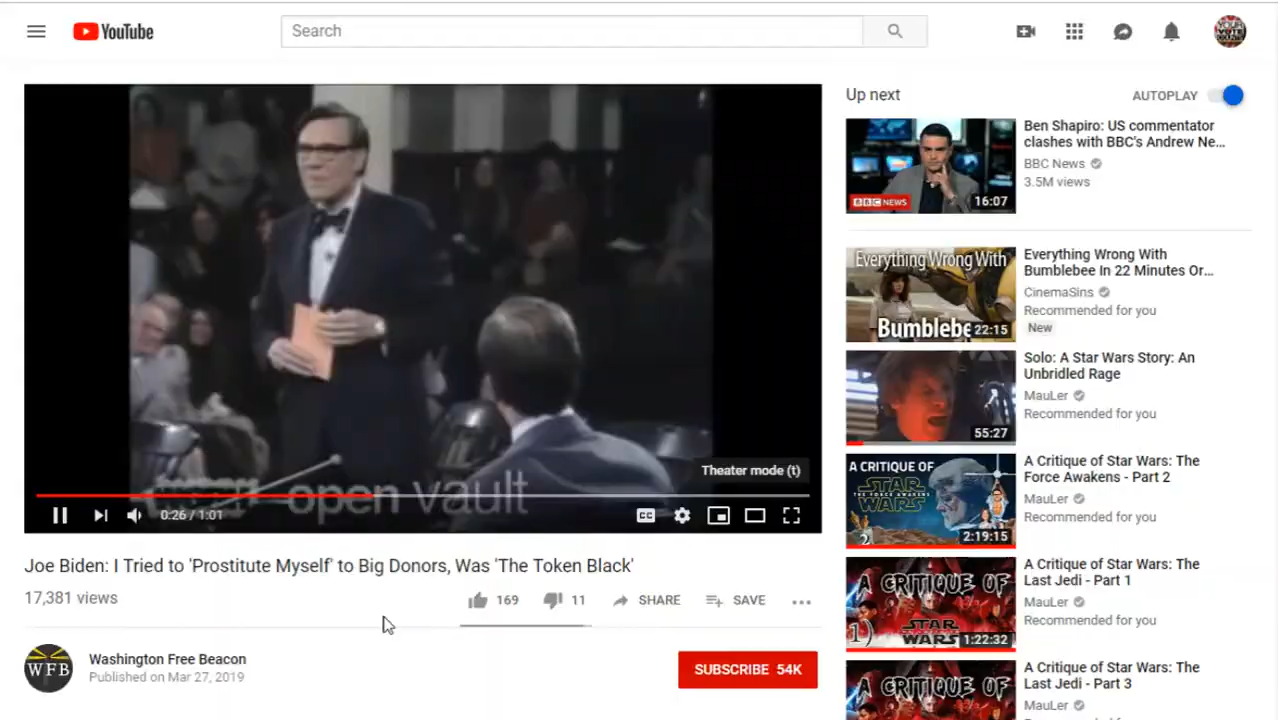 YouTube
Search
YOUR
VOTE
COUNTS
open vault
Theater mode (t)
0:26 / 1:01
CC
Joe Biden: I Tried to 'Prostitute Myself' to Big Donors, Was 'The Token Black'
17,381 views
169
11
SHARE
SAVE
WFB
Washington Free Beacon
Published on Mar 27, 2019
SUBSCRIBE 54K
Up next
AUTOPLAY
BBC NEWS
16:07
Ben Shapiro: US commentator
clashes with BBC's Andrew Ne...
BBC News
3.5M views
Everything Wrong With
Bumblebe
22:15
Everything Wrong With
Bumblebee In 22 Minutes Or...
CinemaSins
Recommended for you
New
55:27
Solo: A Star Wars Story: An
Unbridled Rage
MauLer
Recommended for you
A CRITIQUE OF
STAR
WARS
THE FORCE AWAKENS
2
2:19:15
A Critique of Star Wars: The
Force Awakens - Part 2
MauLer
Recommended for you
A CRITIQUE OF
STAR
WARS
1)
1:22:32
A Critique of Star Wars: The
Last Jedi - Part 1
MauLer
Recommended for you
A CRITIQUE OF
A Critique of Star Wars: The
Last Jedi - Part 3
MauLer